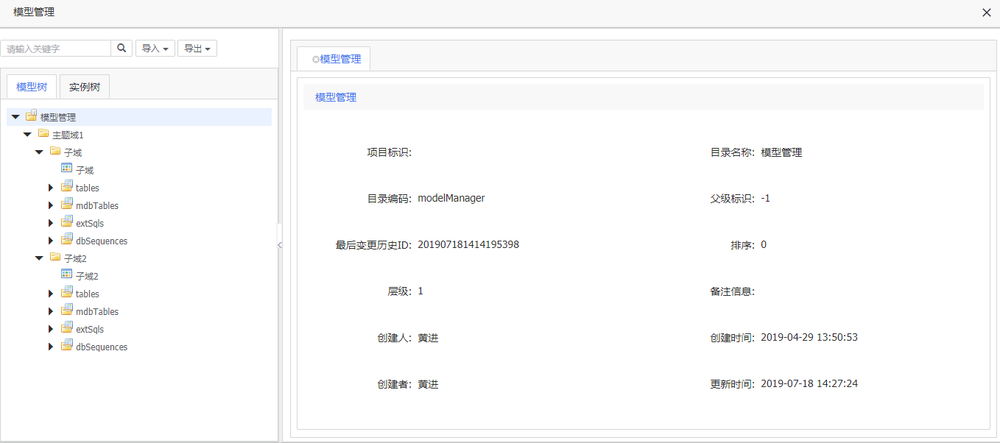 模型管理
请输入关键字
导入
导出
模型树
实例树
模型管理
主题域1
子域
子域
tables
mdbTables
extSqls
dbSequences
子域2
子域2
tables
mdbTables
extSqls
dbSequences
模型管理
模型管理
项目标识:
目录名称: 模型管理
目录编码: modelManager
父级标识: -1
最后变更历史ID: 201907181414195398
排序: 0
层级: 1
备注信息:
创建人: 黄进
创建时间: 2019-04-29 13:50:53
创建者: 黄进
更新时间: 2019-07-18 14:27:24